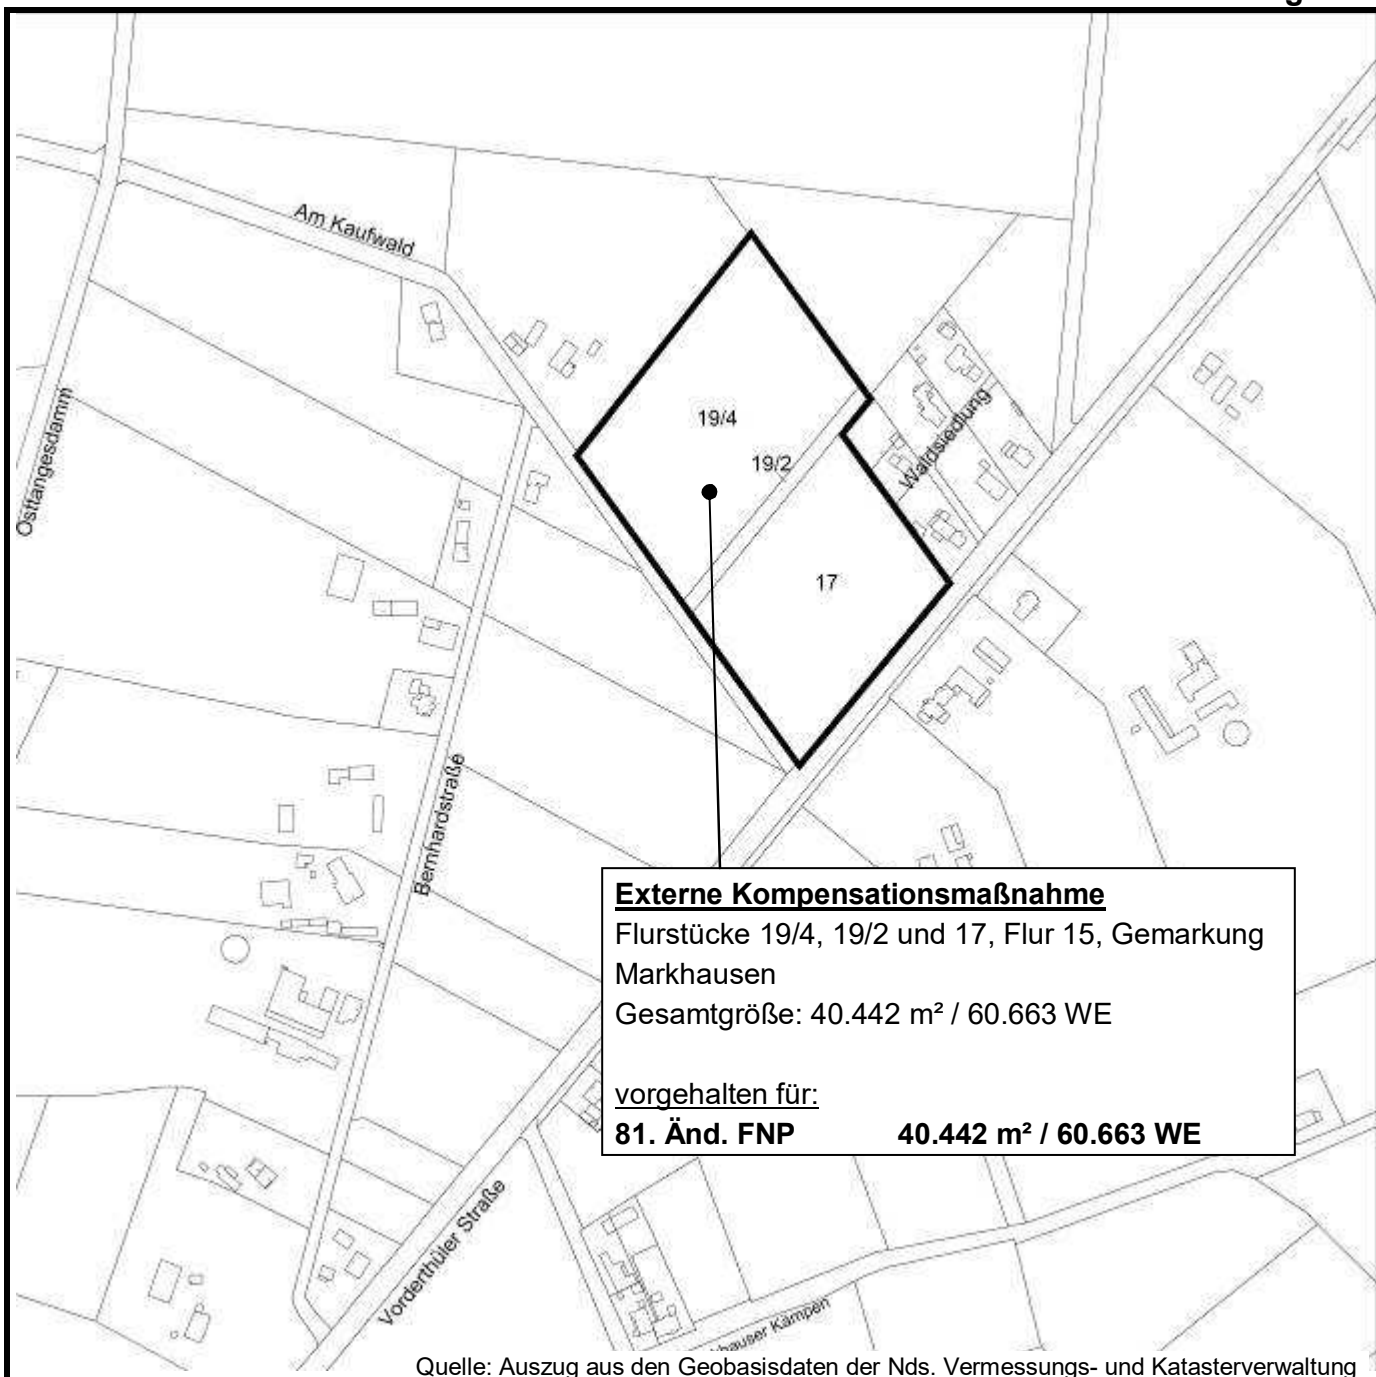 Am Kaufwald
Osttangesdamm
19/4
19/2
Waldsiedlung
17
Bernhardstraße
Externe Kompensationsmaßnahme
Flurstücke 19/4, 19/2 und 17, Flur 15, Gemarkung
Markhausen
Gesamtgröße: 40.442 m² / 60.663 WE
vorgehalten für:
81. Änd. FNP 40.442 m² / 60.663 WE
Vorderthüler Straße
Kämpen
Quelle: Auszug aus den Geobasisdaten der Nds. Vermessungs- und Katasterverwaltung